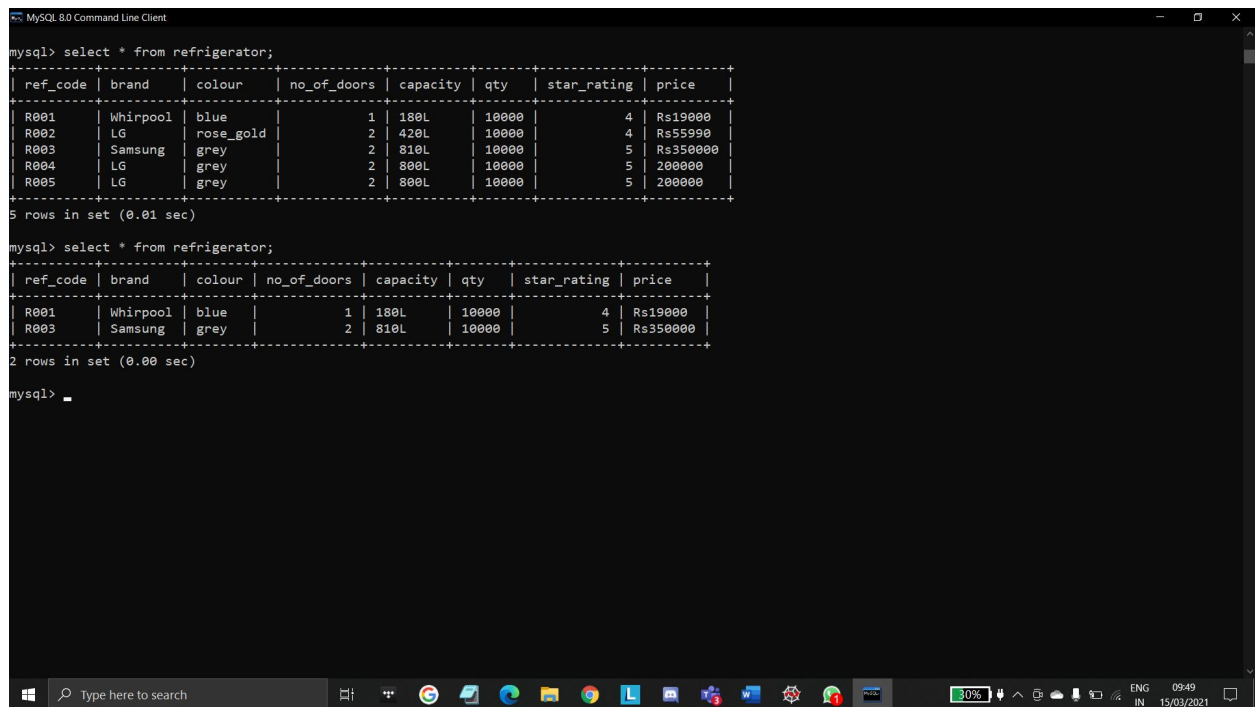 MySQL 8.0 Command Line Client
mysql> select * from refrigerator;
+----------+----------+-----------+-------------+----------+-------+-------------+----------+
| ref_code | brand    | colour    | no_of_doors | capacity | qty   | star_rating | price    |
+----------+----------+-----------+-------------+----------+-------+-------------+----------+
| R001     | Whirpool | blue      |           1 | 180L     | 10000 |           4 | Rs19000  |
| R002     | LG       | rose_gold |           2 | 420L     | 10000 |           4 | Rs55990  |
| R003     | Samsung  | grey      |           2 | 810L     | 10000 |           5 | Rs350000 |
| R004     | LG       | grey      |           2 | 800L     | 10000 |           5 | 200000   |
| R005     | LG       | grey      |           2 | 800L     | 10000 |           5 | 200000   |
+----------+----------+-----------+-------------+----------+-------+-------------+----------+
5 rows in set (0.01 sec)
mysql> select * from refrigerator;
+----------+----------+--------+-------------+----------+-------+-------------+----------+
| ref_code | brand    | colour | no_of_doors | capacity | qty   | star_rating | price    |
+----------+----------+--------+-------------+----------+-------+-------------+----------+
| R001     | Whirpool | blue   |           1 | 180L     | 10000 |           4 | Rs19000  |
| R003     | Samsung  | grey   |           2 | 810L     | 10000 |           5 | Rs350000 |
+----------+----------+--------+-------------+----------+-------+-------------+----------+
2 rows in set (0.00 sec)
mysql>
Type here to search
L
W
3
1
30%
ENG
IN
09:49
15/03/2021